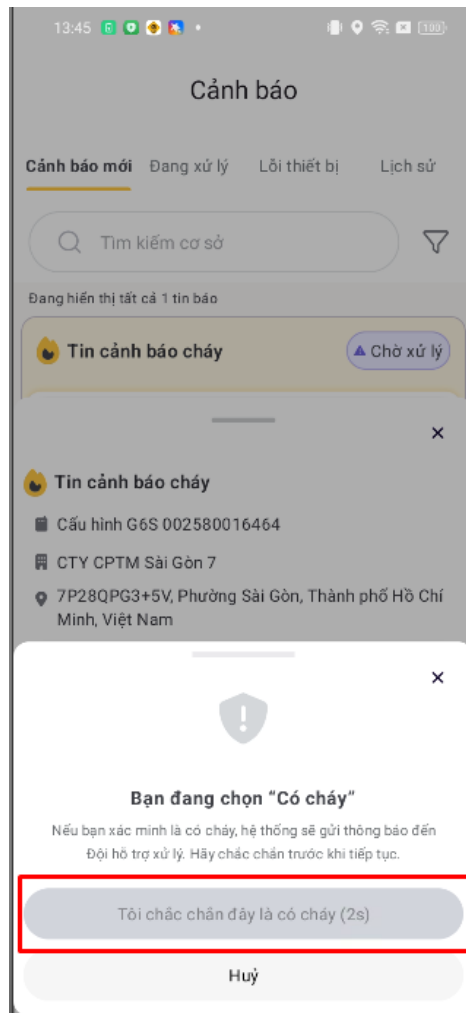 13:45
100
Cảnh báo
Cảnh báo mới Đang xử lý Lỗi thiết bị Lịch sử
Tìm kiếm cơ sở
Đang hiển thị tất cả 1 tin báo
Tin cảnh báo cháy
Chờ xử lý
Tin cảnh báo cháy
Cấu hình G6S 002580016464
CTY CPTM Sài Gòn 7
7P28QPG3+5V, Phường Sài Gòn, Thành phố Hồ Chí
Minh, Việt Nam
Bạn đang chọn “Có cháy”
Nếu bạn xác minh là có cháy, hệ thống sẽ gửi thông báo đến
Đội hỗ trợ xử lý. Hãy chắc chắn trước khi tiếp tục.
Tôi chắc chắn đây là có cháy (2s)
Huỷ